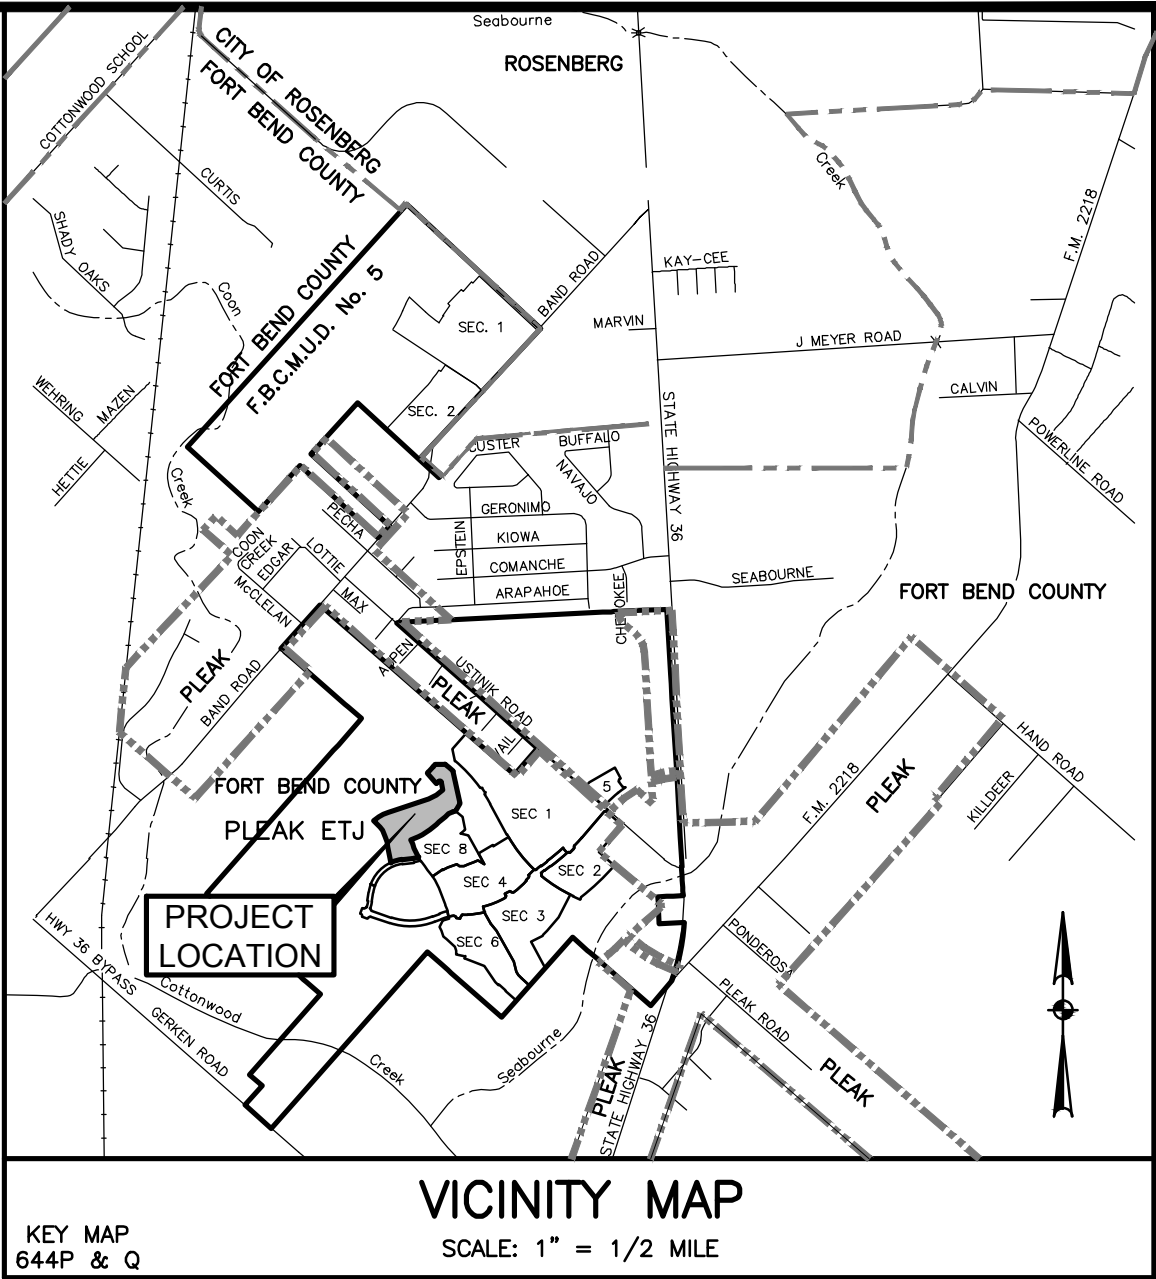 Seabourne
ROSENBERG
COTTONWOOD SCHOOL
CITY OF ROSENBERG
FORT BEND COUNTY
CURTIS
Creek
F.M. 2218
SHADY OAKS
Coon
FORT BEND COUNTY
F.B.C.M.U.D. No. 5
SEC. 1
BAND ROAD
KAY-CEE
MARVIN
J MEYER ROAD
CALVIN
WEHRING
MAZEN
HETTIE
SEC. 2
STATE HIGHWAY 36
POWERLINE ROAD
CUSTER
BUFFALO
NAVAJO
Creek
GERONIMO
PECHA
EPSTEIN
KIOWA
COON
CREEK
EDGAR
LOTTIE
COMANCHE
ARAPAHOE
CHEROKEE
SEABOURNE
FORT BEND COUNTY
McCLELAN
MAX
ASPEN
USTINIK ROAD
PLEAK
BAND ROAD
PLEAK
AIL
HAND ROAD
FORT BEND COUNTY
PLEAK ETJ
5
SEC 1
F.M. 2218
PLEAK
KILLDEER
SEC 8
SEC 4
SEC 2
SEC 3
SEC 6
PROJECT
LOCATION
HWY 36 BYPASS
PONDEROSA
Cottonwood
GERKEN ROAD
Creek
Seabourne
PLEAK ROAD
PLEAK
STATE HIGHWAY 36
PLEAK
VICINITY MAP
SCALE: 1" = 1/2 MILE
KEY MAP
644P & Q